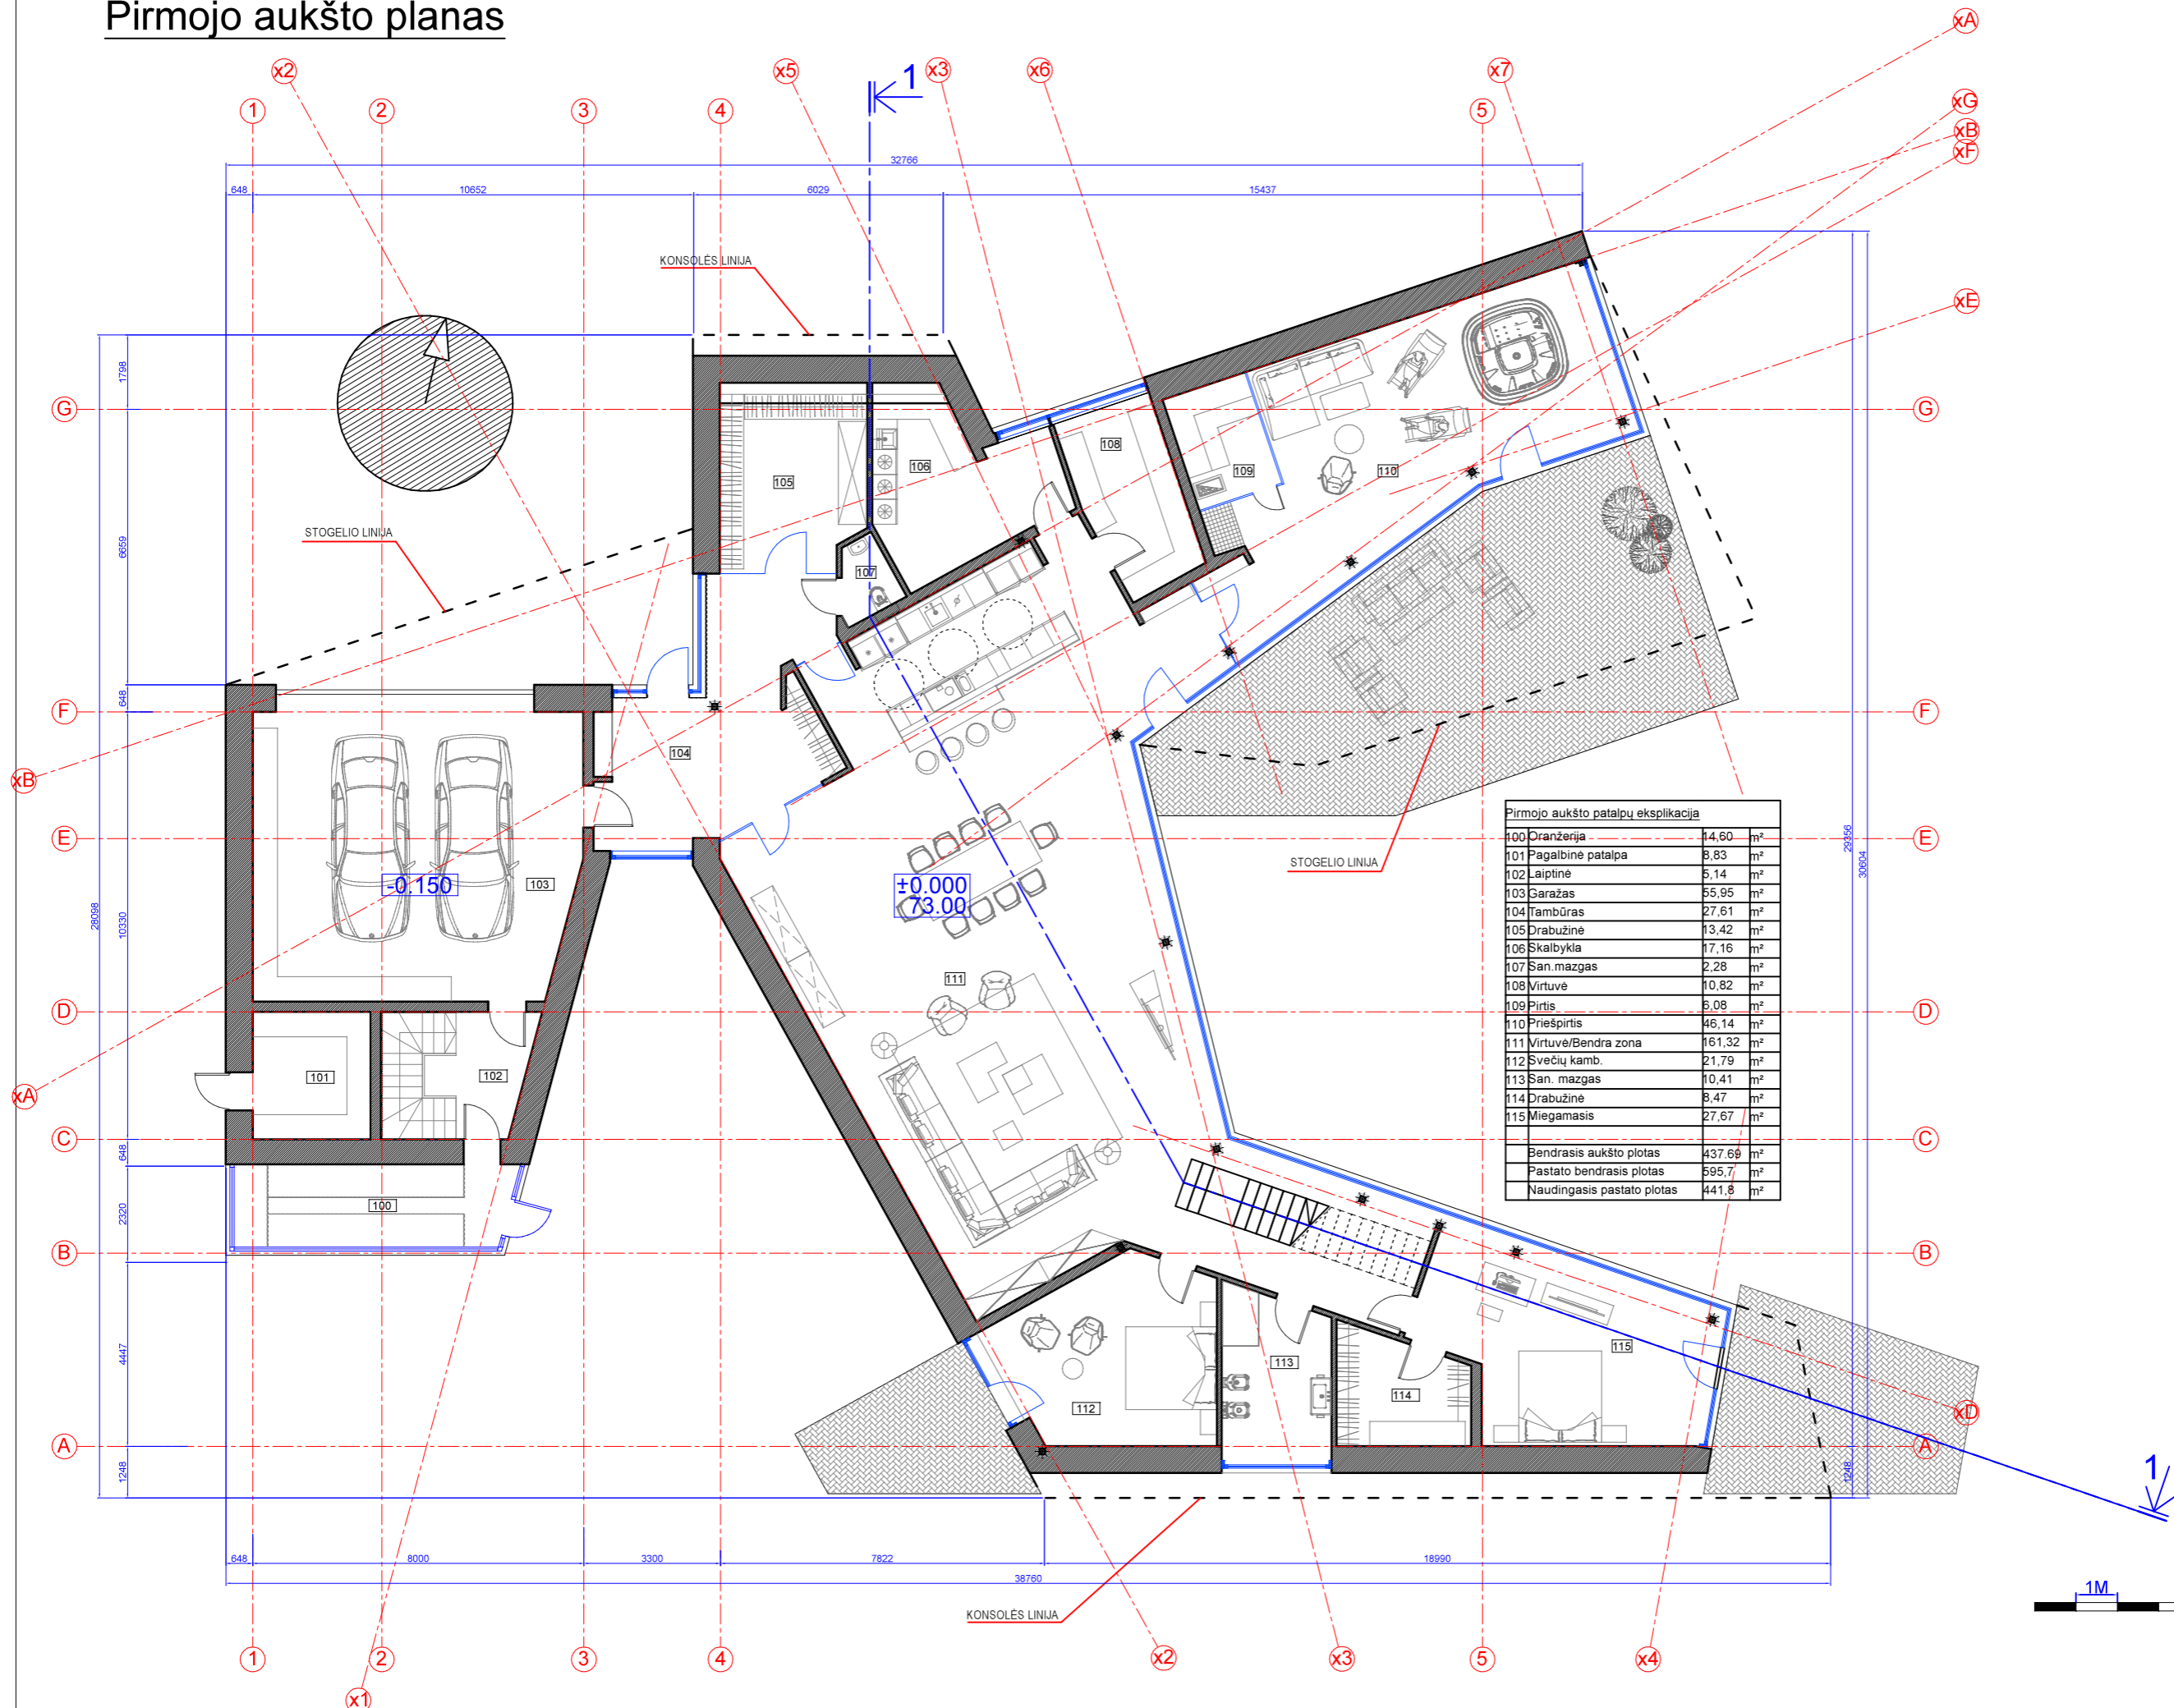 Pirmojo aukšto planas
xA
x2
x5
1
x3
x6
x7
xG
1
2
3
4
5
xB
xF
32766
648
10652
6029
15437
KONSOLĖS LINIJA
xE
1798
G
G
108
106
109
110
105
STOGELIO LINIJA
6659
107
648
F
F
104
xB
Pirmojo aukšto patalpų eksplikacija
100 Oranžerija 14,60 m²
101 Pagalbinė patalpa 8,83 m²
102 Laiptinė 5,14 m²
103 Garažas 55,95 m²
104 Tambūras 27,61 m²
105 Drabužinė 13,42 m²
106 Skalbykla 17,16 m²
107 San.mazgas 2,28 m²
108 Virtuvė 10,82 m²
109 Pirtis 6,08 m²
110 Priešpirtis 46,14 m²
111 Virtuvė/Bendra zona 161,32 m²
112 Svečių kamb. 21,79 m²
113 San. mazgas 10,41 m²
114 Drabužinė 8,47 m²
115 Miegamasis 27,67 m²
Bendrasis aukšto plotas 437.69 m²
Pastato bendrasis plotas 595,7 m²
Naudingasis pastato plotas 441,8 m²
E
E
STOGELIO LINIJA
29356
30604
-0.150
103
±0.000
73.00
28098
10330
111
D
D
101
102
xA
C
C
648
100
2320
B
B
4447
115
113
114
112
xD
A
A
1248
1248
1
648
8000
3300
7822
18990
38760
1M
KONSOLĖS LINIJA
1
2
3
4
x2
x3
5
x4
x1